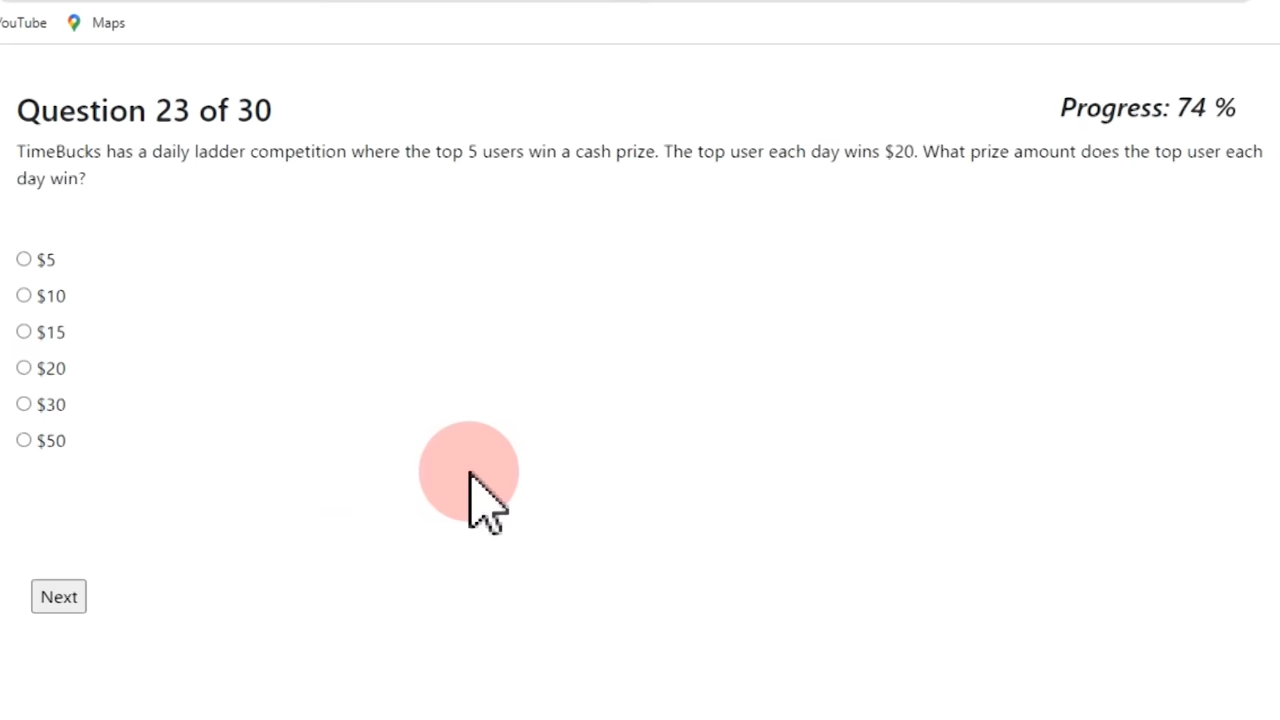 YouTube Maps
Question 23 of 30
Progress: 74 %
TimeBucks has a daily ladder competition where the top 5 users win a cash prize. The top user each day wins $20. What prize amount does the top user each
day win?
$5
$10
$15
$20
$30
$50
Next